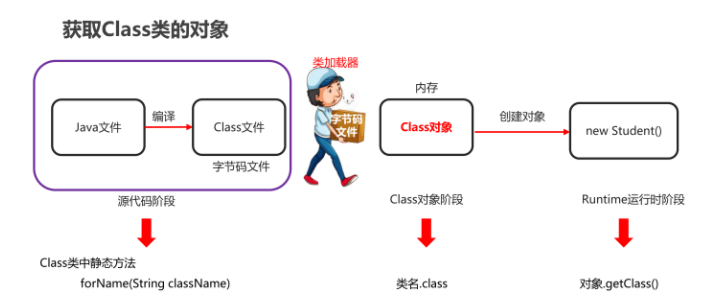 获取Class类的对象
类加载器
内存
Java文件
编译
Class文件
字节码
文件
Class对象
创建对象
new Student()
字节码文件
源代码阶段
Class对象阶段
Runtime运行时阶段
Class类中静态方法
forName(String className)
类名.class
对象.getClass()